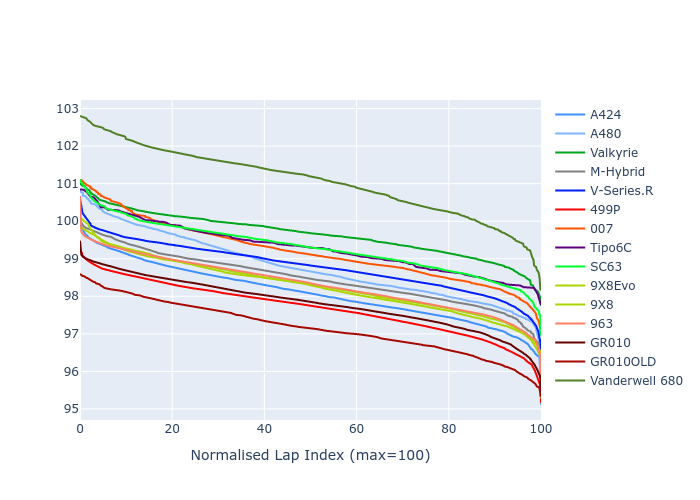 103
102
101
100
99
98
97
96
95
0
20
40
60
80
100
Normalised Lap Index (max=100)
A424
A480
Valkyrie
M-Hybrid
V-Series.R
499P
007
Tipo6C
SC63
9X8Evo
9X8
963
GR010
GR010OLD
Vanderwell 680